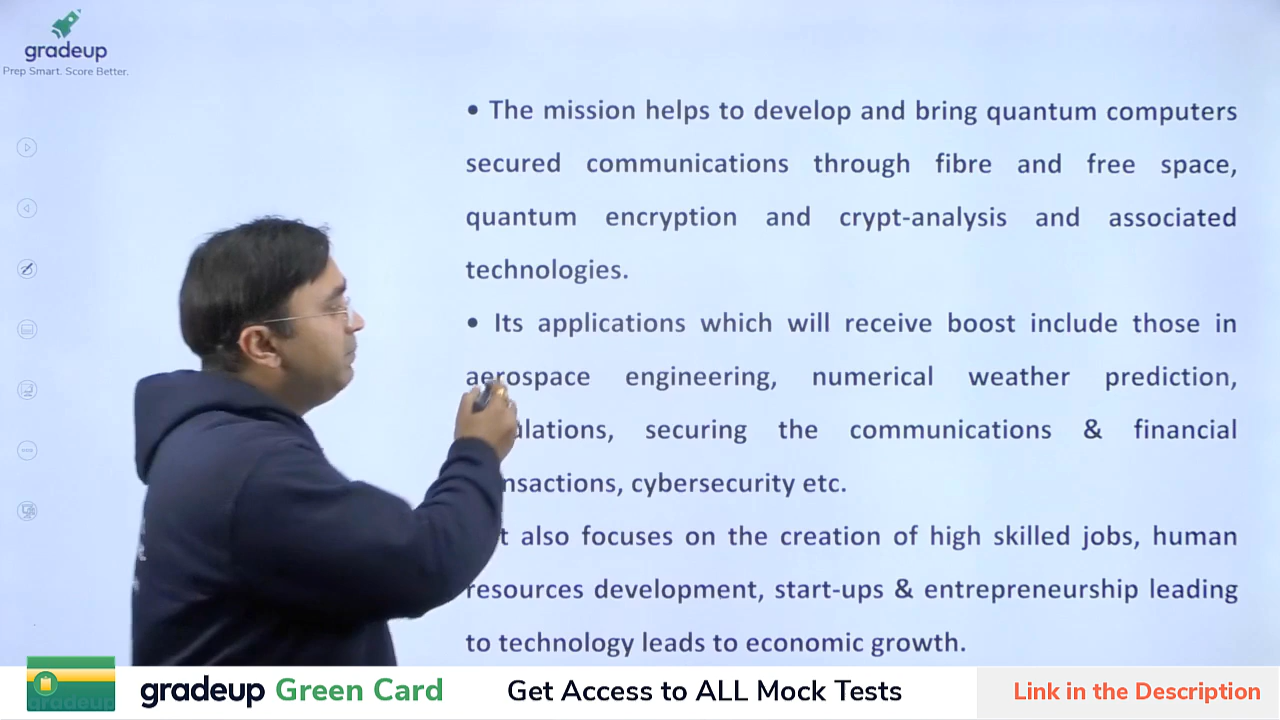 gradeup
Prep Smart. Score Better.
• The mission helps to develop and bring quantum computers
secured communications through fibre and free space,
quantum encryption and crypt-analysis and associated
technologies.
• Its applications which will receive boost include those in
aerospace engineering, numerical weather prediction,
securing the communications & financial
cybersecurity etc.
also focuses on the creation of high skilled jobs, human
resources development, start-ups & entrepreneurship leading
to technology leads to economic growth.
gradeup Green Card Get Access to ALL Mock Tests Link in the Description
gradeup